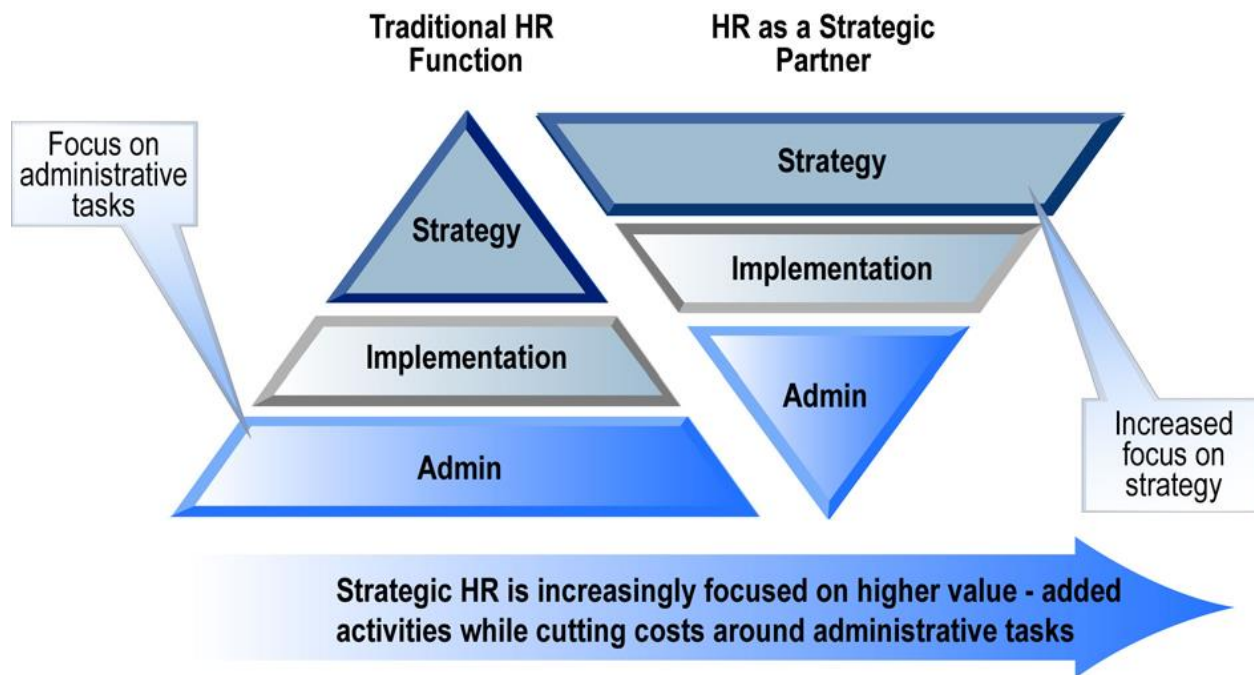 Traditional HR
Function
HR as a Strategic
Partner
Focus on
administrative
tasks
Strategy
Implementation
Admin
Strategy
Implementation
Admin
Increased
focus on
strategy
Strategic HR is increasingly focused on higher value - added
activities while cutting costs around administrative tasks